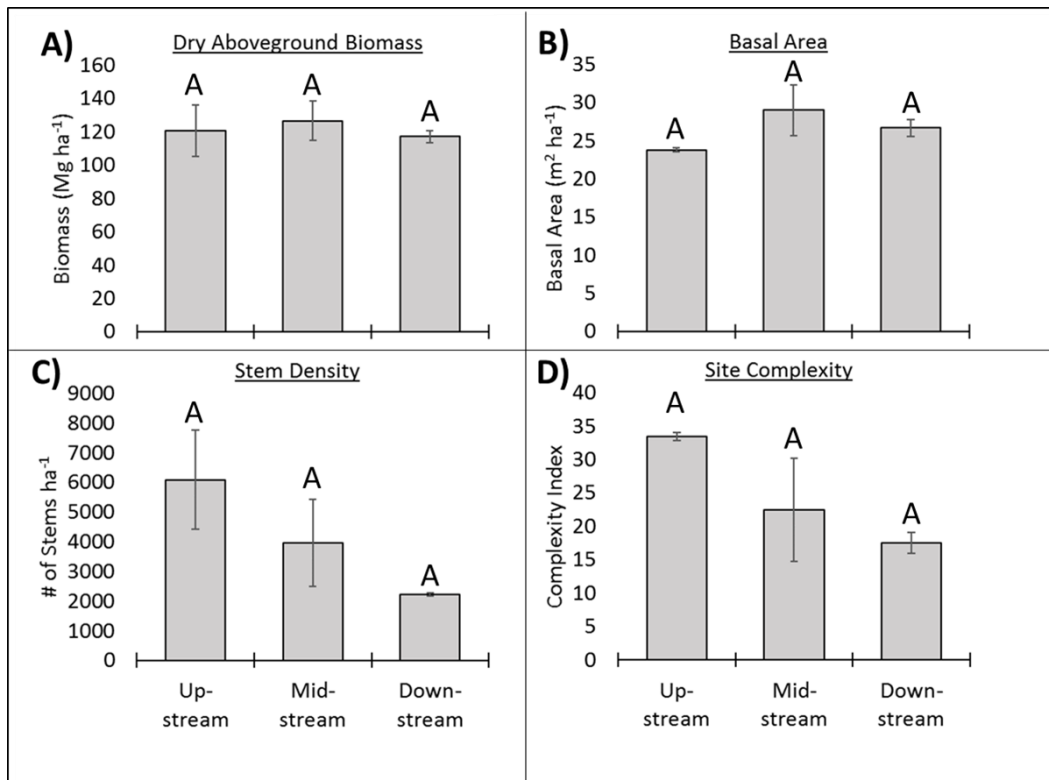 A)
Dry Aboveground Biomass
Biomass (Mg ha⁻¹)
160
140
120
100
80
60
40
20
0
A
A
A
B)
Basal Area
Basal Area (m² ha⁻¹)
35
30
25
20
15
10
5
0
A
A
A
C)
Stem Density
# of Stems ha⁻¹
9000
8000
7000
6000
5000
4000
3000
2000
1000
0
A
A
A
Up-
stream
Mid-
stream
Down-
stream
D)
Site Complexity
Complexity Index
40
35
30
25
20
15
10
5
0
A
A
A
Up-
stream
Mid-
stream
Down-
stream